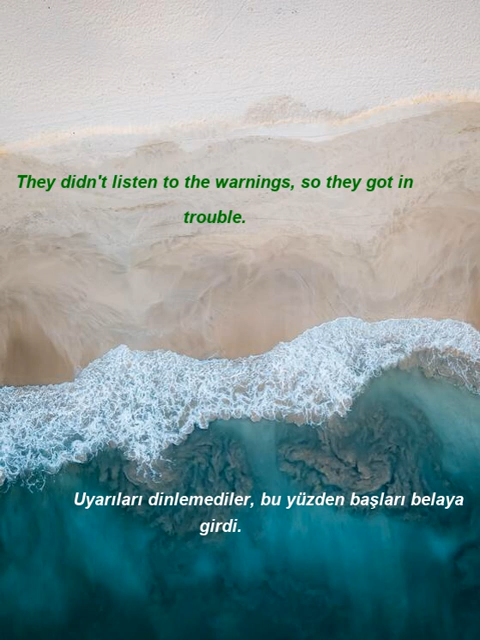 They didn't listen to the warnings, so they got in
trouble.
Uyarıları dinlemediler, bu yüzden başları belaya
girdi.